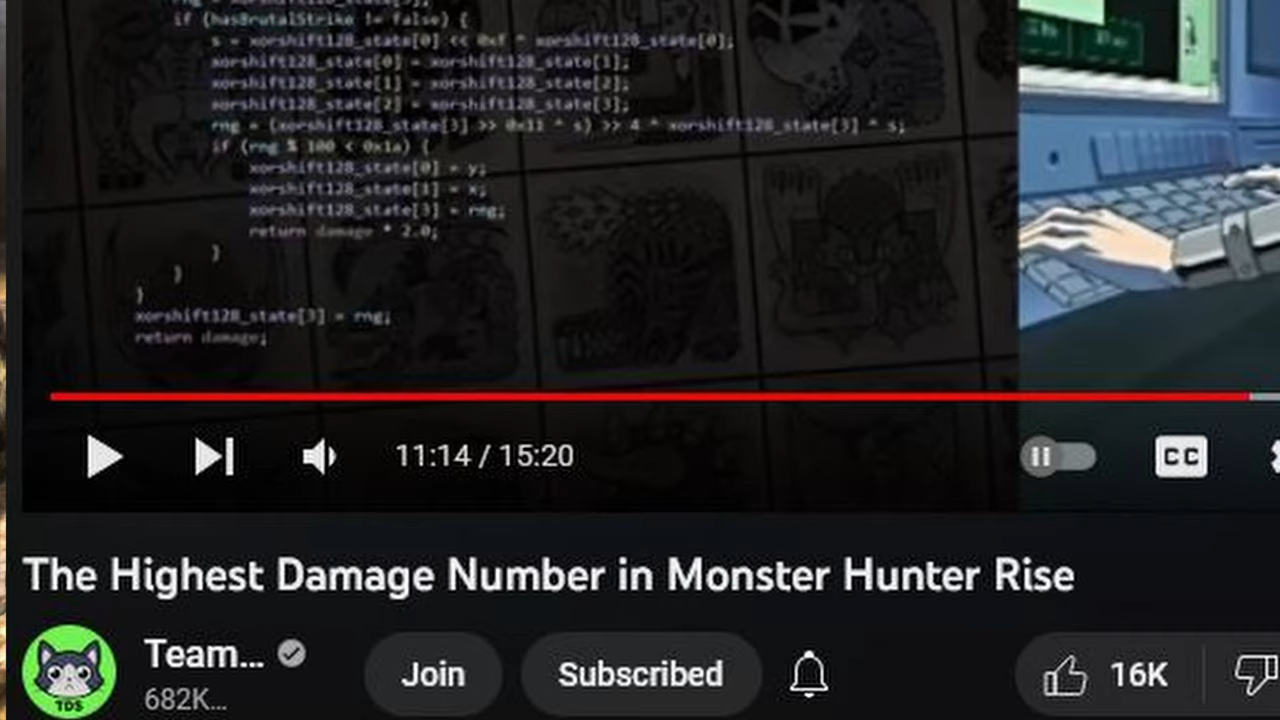 if (hasBrutalStrike != false) {
s = xorshift128_state[0] << 0xf ^ xorshift128_state[0];
xorshift128_state[0] = xorshift128_state[1];
xorshift128_state[1] = xorshift128_state[2];
xorshift128_state[2] = xorshift128_state[3];
rng = (xorshift128_state[3] >> 0x11 ^ s) >> 4 ^ xorshift128_state[3] ^ s;
if (rng % 100 < 0x1a) {
xorshift128_state[0] = y;
xorshift128_state[1] = x;
xorshift128_state[3] = rng;
return damage * 2.0;
}
}
}
xorshift128_state[3] = rng;
return damage;
11:14 / 15:20
CC
The Highest Damage Number in Monster Hunter Rise
Team...
682K...
TDS
Join
Subscribed
16K